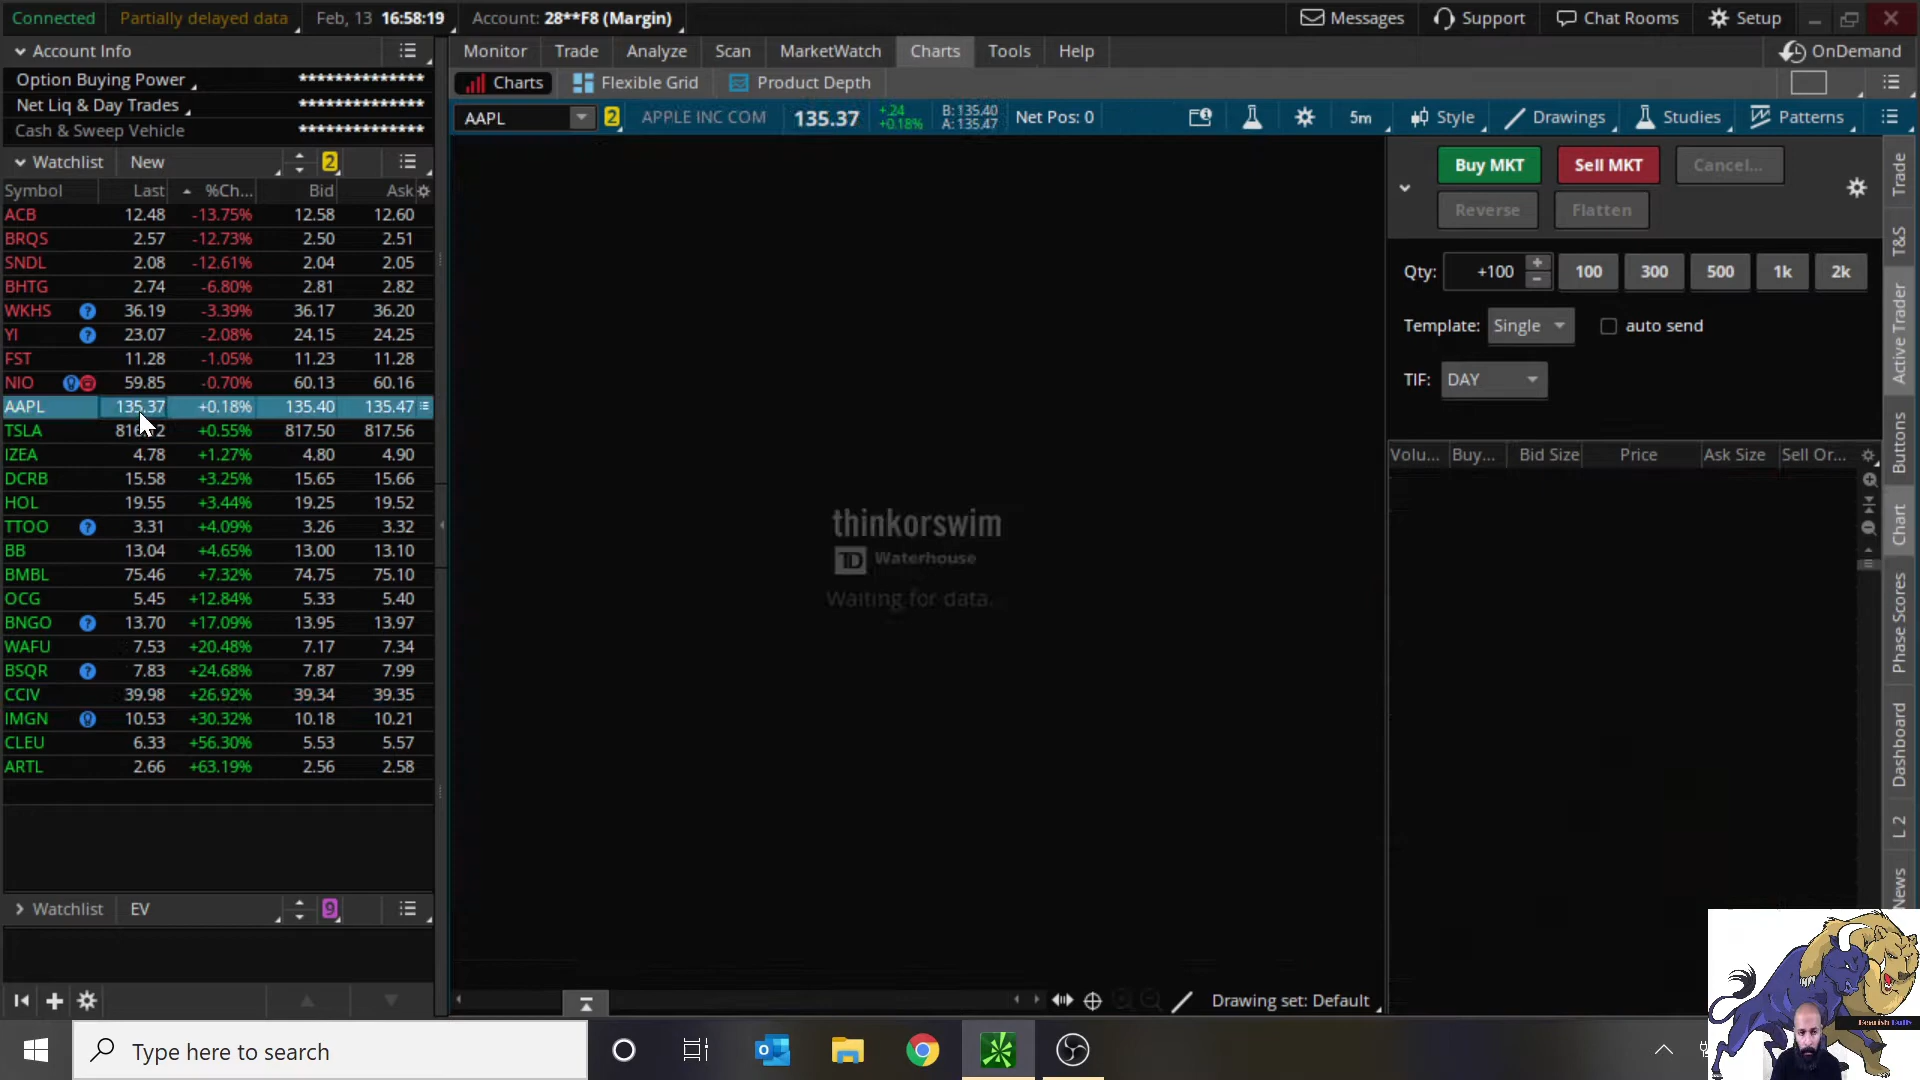 Connected Partially delayed data Feb, 13 16:58:19 Account: 28**F8 (Margin) Messages Support Chat Rooms Setup
Account Info
Option Buying Power **************
Net Liq & Day Trades **************
Cash & Sweep Vehicle **************
Watchlist New 2
Symbol Last %Ch... Bid Ask
ACB 12.48 -13.75% 12.58 12.60
BRQS 2.57 -12.73% 2.50 2.51
SNDL 2.08 -12.61% 2.04 2.05
BHTG 2.74 -6.80% 2.81 2.82
WKHS 36.19 -3.39% 36.17 36.20
YI 23.07 -2.08% 24.15 24.25
FST 11.28 -1.05% 11.23 11.28
NIO 59.85 -0.70% 60.13 60.16
AAPL 135.37 +0.18% 135.40 135.47
TSLA +0.55% 817.50 817.56
IZEA 4.78 +1.27% 4.80 4.90
DCRB 15.58 +3.25% 15.65 15.66
HOL 19.55 +3.44% 19.25 19.52
TTOO 3.31 +4.09% 3.26 3.32
BB 13.04 +4.65% 13.00 13.10
BMBL 75.46 +7.32% 74.75 75.10
OCG 5.45 +12.84% 5.33 5.40
BNGO 13.70 +17.09% 13.95 13.97
WAFU 7.53 +20.48% 7.17 7.34
BSQR 7.83 +24.68% 7.87 7.99
CCIV 39.98 +26.92% 39.34 39.35
IMGN 10.53 +30.32% 10.18 10.21
CLEU 6.33 +56.30% 5.53 5.57
ARTL 2.66 +63.19% 2.56 2.58
Watchlist EV 9
Monitor Trade Analyze Scan MarketWatch Charts Tools Help OnDemand
Charts Flexible Grid Product Depth
AAPL 2 APPLE INC COM 135.37 +.24 +0.18% B: 135.40 A: 135.47 Net Pos: 0 5m Style Drawings Studies Patterns
thinkorswim
TD Waterhouse
Waiting for data.
Drawing set: Default
Buy MKT Sell MKT Cancel...
Reverse Flatten
Qty: +100 100 300 500 1k 2k
Template: Single auto send
TIF: DAY
Volu... Buy... Bid Size Price Ask Size Sell Or...
Trade
T&S
Active Trader
Buttons
Chart
Phase Scores
Dashboard
L 2
News
Bearish Bulls
Type here to search